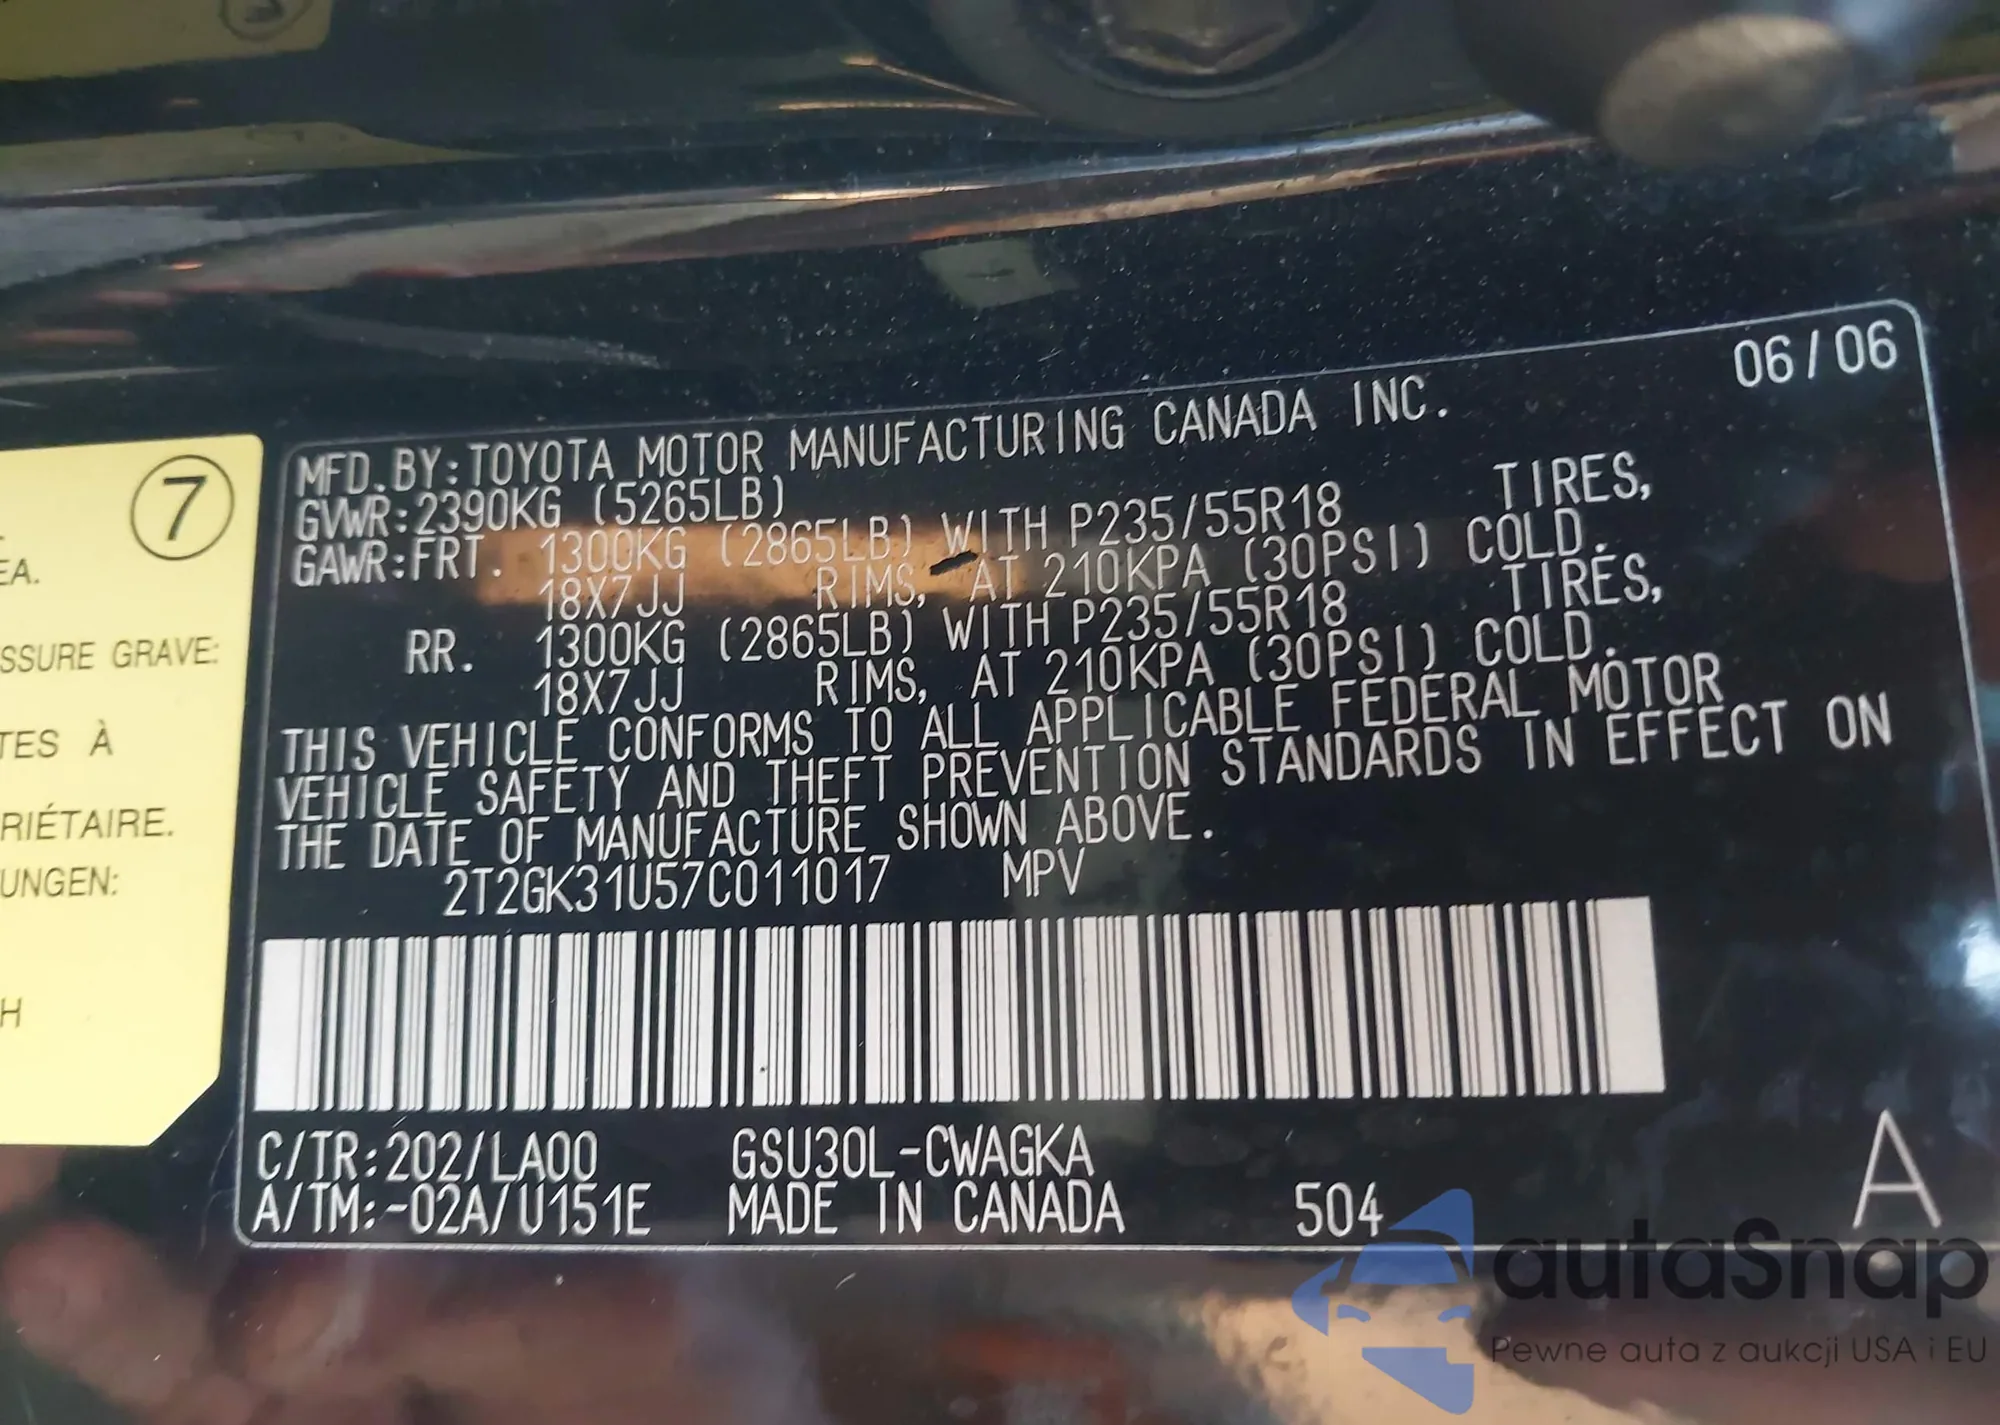 06/06
MFD.BY:TOYOTA MOTOR MANUFACTURING CANADA INC.
GVWR:2390KG (5265LB)
GAWR:FRT. 1300KG (2865LB) WITH P235/55R18 TIRES,
18X7JJ RIMS, AT 210KPA (30PSI) COLD.
RR. 1300KG (2865LB) WITH P235/55R18 TIRES,
18X7JJ RIMS, AT 210KPA (30PSI) COLD.
THIS VEHICLE CONFORMS TO ALL APPLICABLE FEDERAL MOTOR
VEHICLE SAFETY AND THEFT PREVENTION STANDARDS IN EFFECT ON
THE DATE OF MANUFACTURE SHOWN ABOVE.
2T2GK31U57C011017 MPV
C/TR:202/LA00 GSU30L-CWAGKA
A/TM:-02A/U151E MADE IN CANADA 504
A
7
EA.
SSURE GRAVE:
TES À
RIÉTAIRE.
UNGEN:
H
autaSnap
Pewne auta z aukcji USA i EU